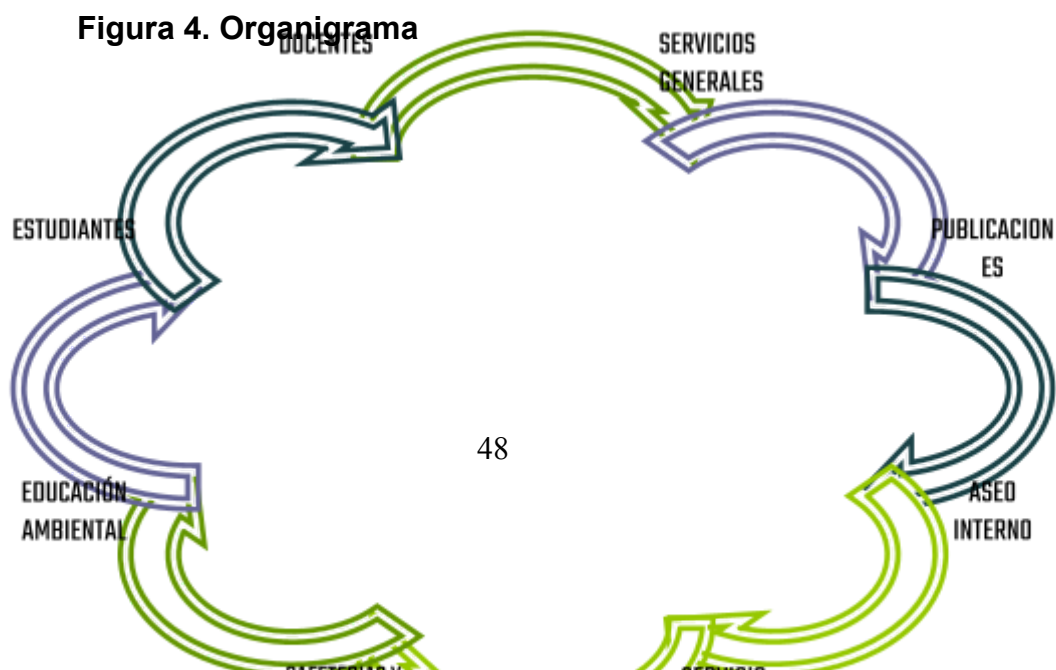 Figura 4. Organigrama
DOCENTES
SERVICIOS
GENERALES
ESTUDIANTES
PUBLICACION
ES
48
EDUCACIÓN
AMBIENTAL
ASEO
INTERNO